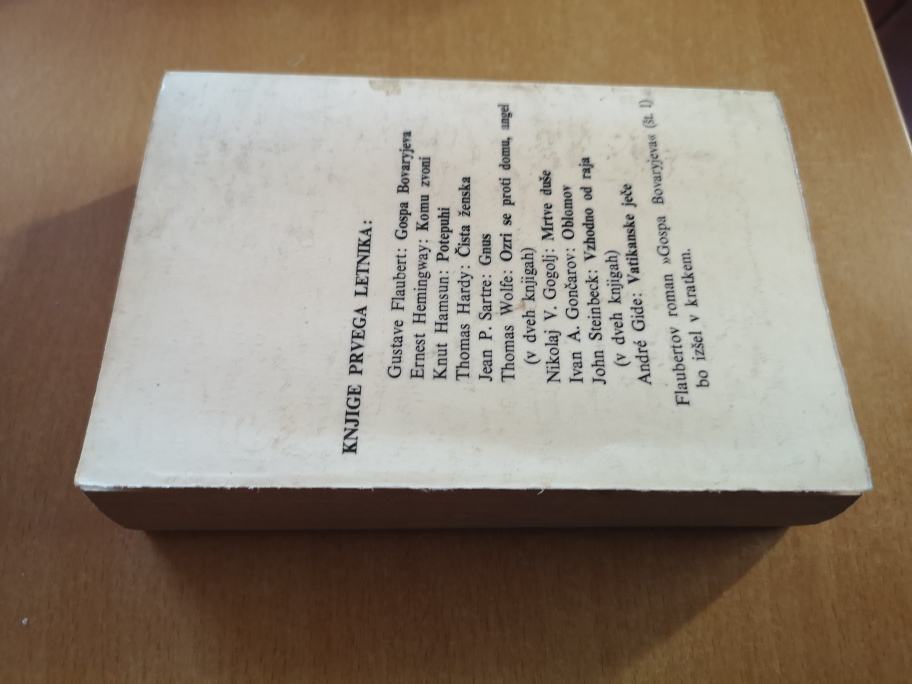 KNJIGE PRVEGA LETNIKA:
Gustave Flaubert: Gospa Bovaryjeva
Ernest Hemingway: Komu zvoni
Knut Hamsun: Potepuhi
Thomas Hardy: Čista ženska
Jean P. Sartre: Gnus
Thomas Wolfe: Ozri se proti domu, angel
(v dveh knjigah)
Nikolaj V. Gogolj: Mrtve duše
Ivan A. Gončarov: Oblomov
John Steinbeck: Vzhodno od raja
(v dveh knjigah)
André Gide: Vatikanske ječe
Flaubertov roman »Gospa Bovaryjeva« (št. 1)
bo izšel v kratkem.